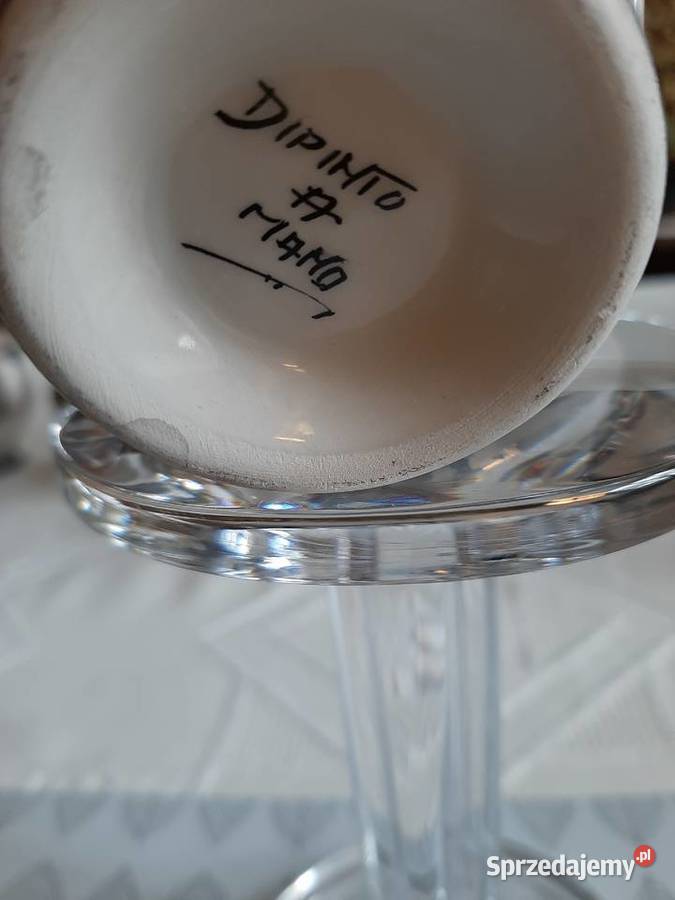 DIPINTO
A
MANO
Sprzedajemy.pl